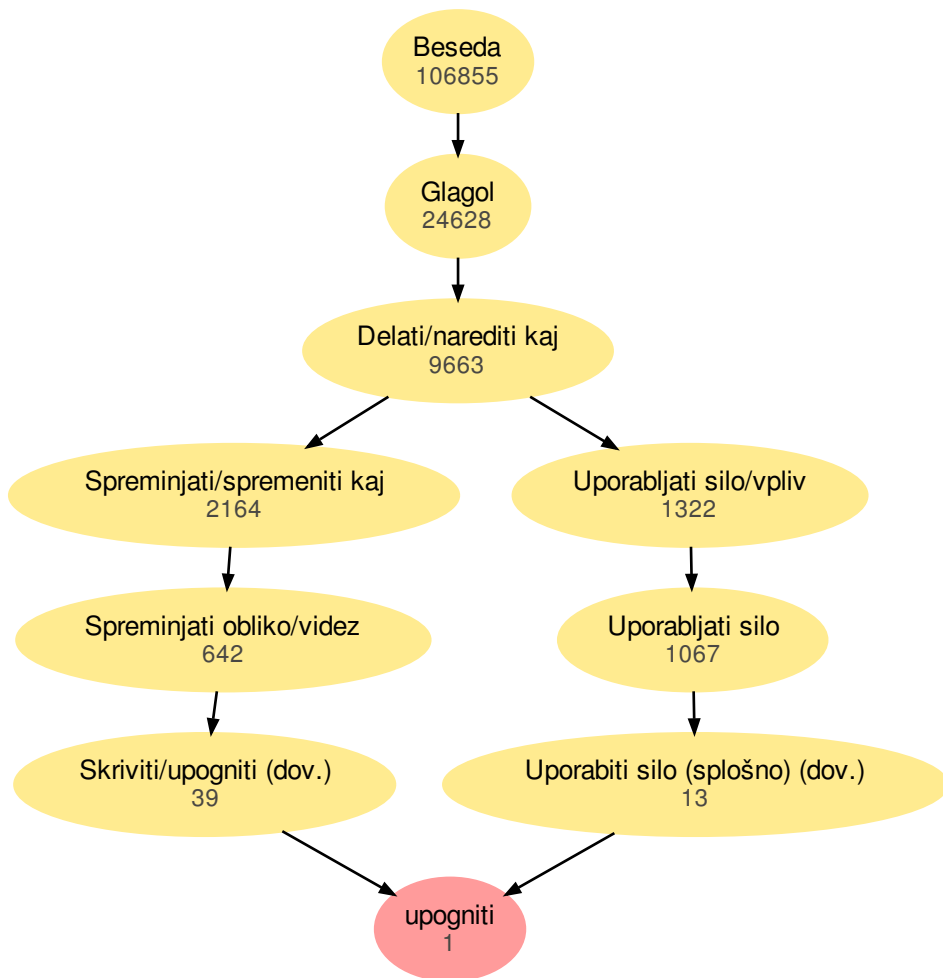 Beseda
106855
Glagol
24628
Delati/narediti kaj
9663
Spreminjati/spremeniti kaj
2164
Uporabljati silo/vpliv
1322
Spreminjati obliko/videz
642
Uporabljati silo
1067
Skriviti/upogniti (dov.)
39
Uporabiti silo (splošno) (dov.)
13
upogniti
1